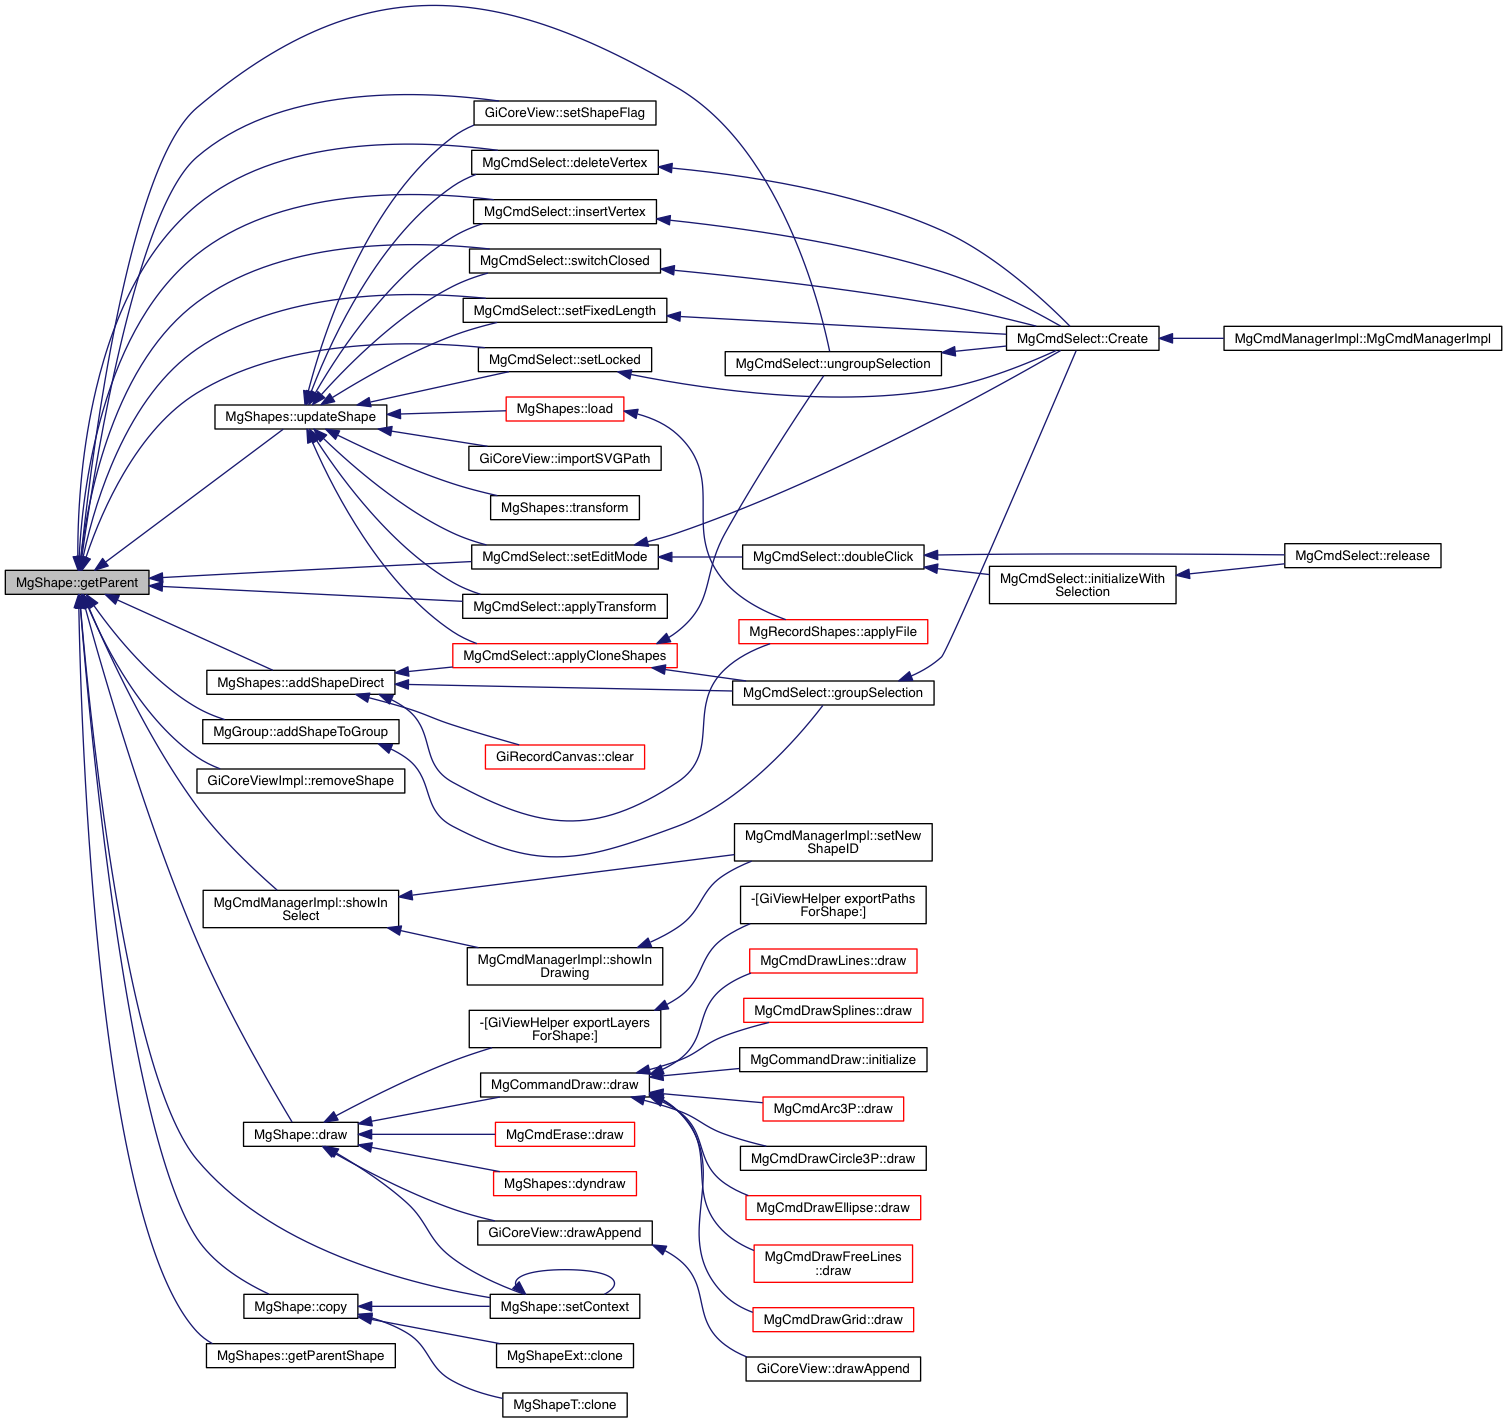 GiCoreView::setShapeFlag
MgCmdSelect::deleteVertex
MgCmdSelect::insertVertex
MgCmdSelect::switchClosed
MgCmdSelect::setFixedLength
MgCmdSelect::Create
MgCmdManagerImpl::MgCmdManagerImpl
MgCmdSelect::setLocked
MgCmdSelect::ungroupSelection
MgShapes::updateShape
MgShapes::load
GiCoreView::importSVGPath
MgShapes::transform
MgCmdSelect::setEditMode
MgCmdSelect::doubleClick
MgCmdSelect::release
MgShape::getParent
MgCmdSelect::initializeWith
Selection
MgCmdSelect::applyTransform
MgRecordShapes::applyFile
MgCmdSelect::applyCloneShapes
MgShapes::addShapeDirect
MgCmdSelect::groupSelection
MgGroup::addShapeToGroup
GiRecordCanvas::clear
GiCoreViewImpl::removeShape
MgCmdManagerImpl::setNew
ShapeID
MgCmdManagerImpl::showIn
Select
-[GiViewHelper exportPaths
ForShape:]
MgCmdManagerImpl::showIn
Drawing
MgCmdDrawLines::draw
MgCmdDrawSplines::draw
-[GiViewHelper exportLayers
ForShape:]
MgCommandDraw::initialize
MgCommandDraw::draw
MgCmdArc3P::draw
MgShape::draw
MgCmdErase::draw
MgCmdDrawCircle3P::draw
MgShapes::dyndraw
MgCmdDrawEllipse::draw
GiCoreView::drawAppend
MgCmdDrawFreeLines
::draw
MgShape::copy
MgShape::setContext
MgCmdDrawGrid::draw
MgShapes::getParentShape
MgShapeExt::clone
GiCoreView::drawAppend
MgShapeT::clone